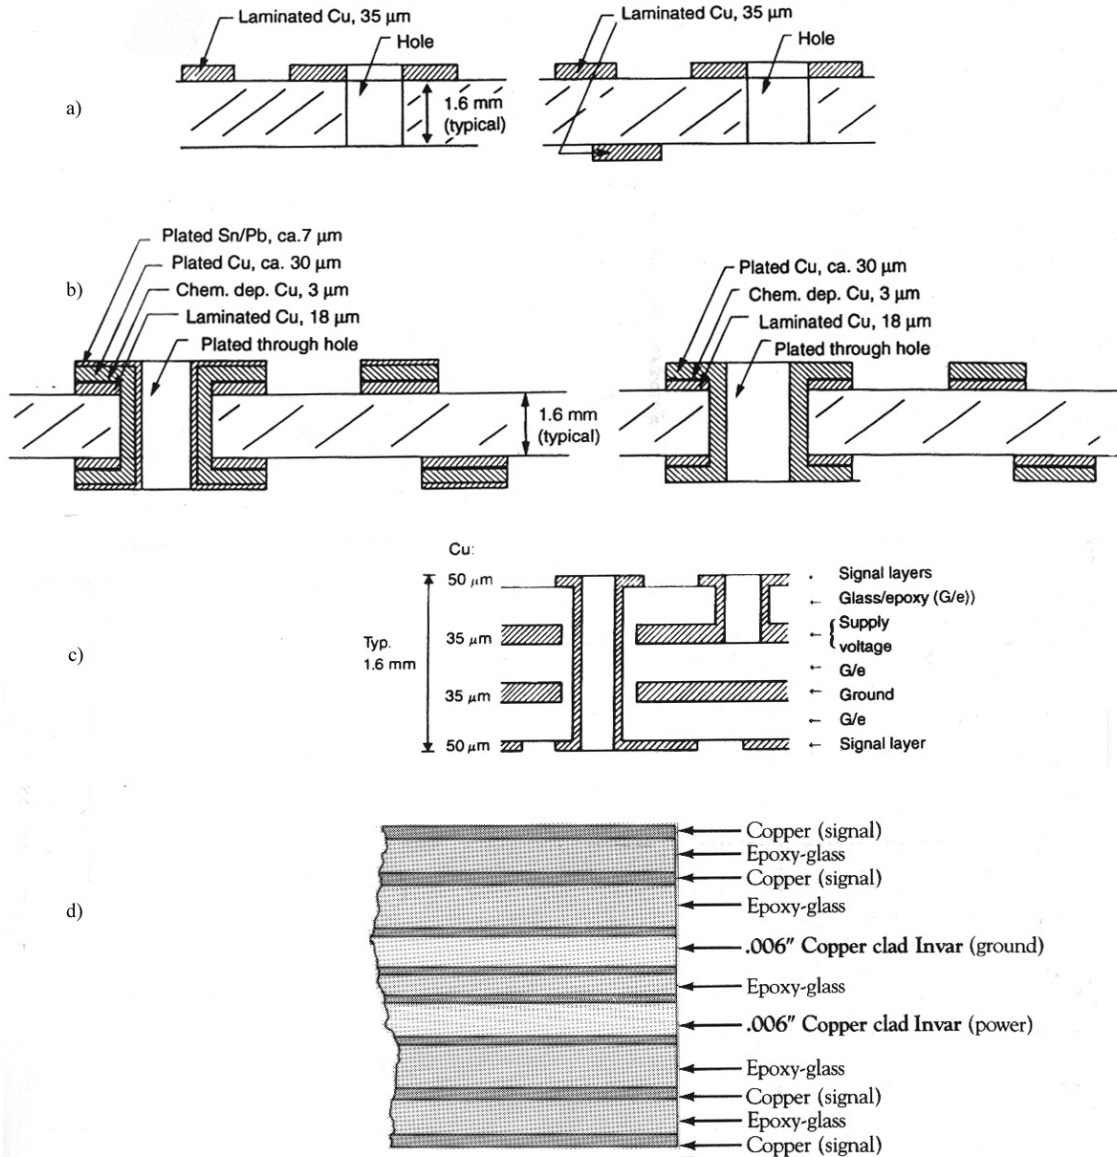 a)
Laminated Cu, 35 μm
Hole
1.6 mm
(typical)
Laminated Cu, 35 μm
Hole
b)
Plated Sn/Pb, ca.7 μm
Plated Cu, ca. 30 μm
Chem. dep. Cu, 3 μm
Laminated Cu, 18 μm
Plated through hole
1.6 mm
(typical)
Plated Cu, ca. 30 μm
Chem. dep. Cu, 3 μm
Laminated Cu, 18 μm
Plated through hole
c)
Typ.
1.6 mm
Cu:
50 μm
35 μm
35 μm
50 μm
Signal layers
Glass/epoxy (G/e))
Supply
voltage
G/e
Ground
G/e
Signal layer
d)
Copper (signal)
Epoxy-glass
Copper (signal)
Epoxy-glass
.006" Copper clad Invar (ground)
Epoxy-glass
.006" Copper clad Invar (power)
Epoxy-glass
Copper (signal)
Epoxy-glass
Copper (signal)